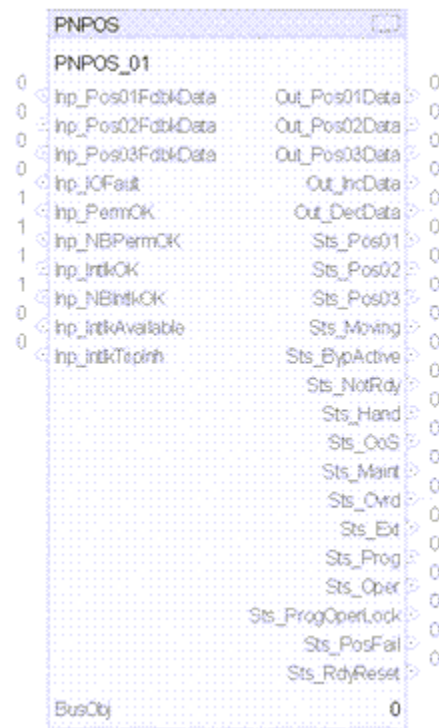 PNPOS
PNPOS_01
0 Inp_Pos01FdbkData Out_Pos01Data 0
0 Inp_Pos02FdbkData Out_Pos02Data 0
0 Inp_Pos03FdbkData Out_Pos03Data 0
0 Inp_IOFault Out_IncData 0
1 Inp_PermOK Out_DecData 0
1 Inp_NBPermOK Sts_Pos01 0
1 Inp_IntlkOK Sts_Pos02 0
1 Inp_NBIntlkOK Sts_Pos03 0
0 Inp_IntlkAvailable Sts_Moving 0
0 Inp_IntlkTripInh Sts_BypActive 0
Sts_NotRdy 0
Sts_Hand 0
Sts_OoS 0
Sts_Maint 0
Sts_Ovrd 0
Sts_Ext 0
Sts_Prog 0
Sts_Oper 0
Sts_ProgOperLock 0
Sts_PosFail 0
Sts_RdyReset 0
BusObj 0